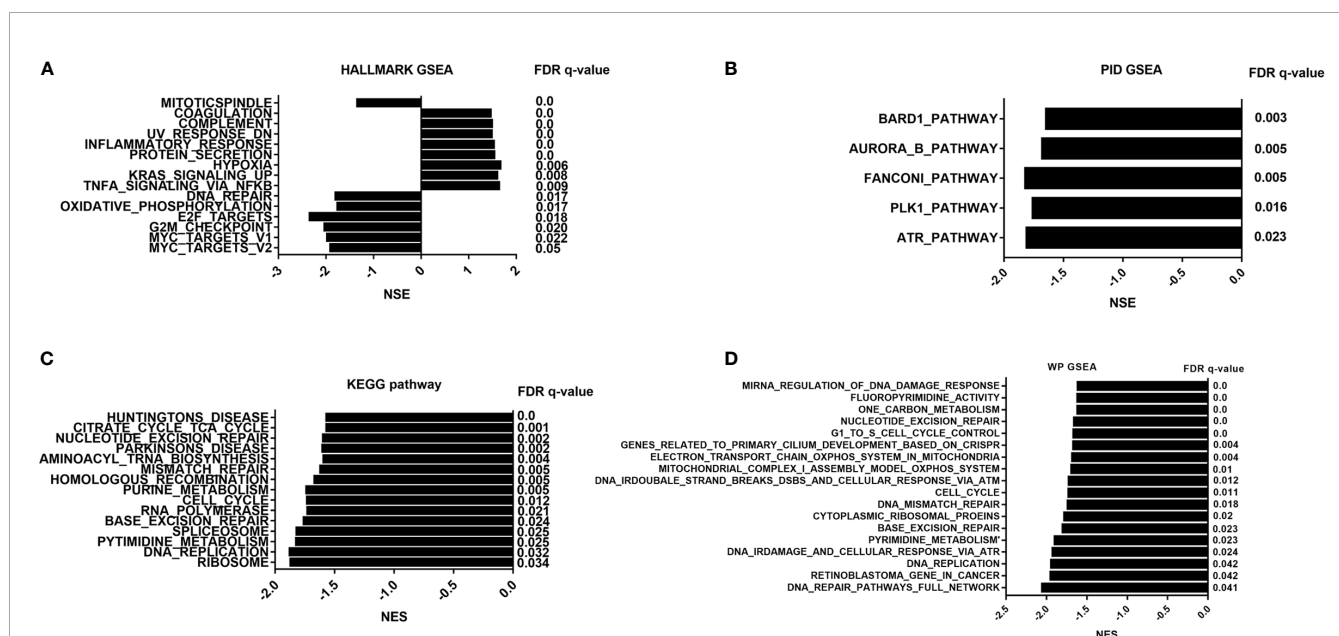 A
HALLMARK GSEA
FDR q-value
MITOTICSPINDLE 0.0
COAGULATION 0.0
COMPLEMENT 0.0
UV_RESPONSE_DN 0.0
INFLAMMATORY_RESPONSE 0.0
PROTEIN_SECRETION 0.0
HYPOXIA 0.006
KRAS_SIGNALING_UP 0.008
TNFA_SIGNALING_VIA_NFKB 0.009
DNA_REPAIR 0.017
OXIDATIVE_PHOSPHORYLATION 0.017
E2F_TARGETS 0.018
G2M_CHECKPOINT 0.020
MYC_TARGETS_V1 0.022
MYC_TARGETS_V2 0.05
-3 -2 -1 0 1 2
NSE
B
PID GSEA
FDR q-value
BARD1_PATHWAY 0.003
AURORA_B_PATHWAY 0.005
FANCONI_PATHWAY 0.005
PLK1_PATHWAY 0.016
ATR_PATHWAY 0.023
-2.0 -1.5 -1.0 -0.5 0.0
NSE
C
KEGG pathway
FDR q-value
HUNTINGTONS_DISEASE 0.0
CITRATE_CYCLE_TCA_CYCLE 0.001
NUCLEOTIDE_EXCISION_REPAIR 0.002
PARKINSONS_DISEASE 0.002
AMINOACYL_TRNA_BIOSYNTHESIS 0.004
MISMATCH_REPAIR 0.005
HOMOLOGOUS_RECOMBINATION 0.005
PURINE_METABOLISM 0.005
CELL_CYCLE 0.012
RNA_POLYMERASE 0.021
BASE_EXCISION_REPAIR 0.024
SPLICEOSOME 0.025
PYTIMIDINE_METABOLISM 0.025
DNA_REPLICATION 0.032
RIBOSOME 0.034
-2.0 -1.5 -1.0 -0.5 0.0
NES
D
WP GSEA
FDR q-value
MIRNA_REGULATION_OF_DNA_DAMAGE_RESPONSE 0.0
FLUOROPYRIMIDINE_ACTIVITY 0.0
ONE_CARBON_METABOLISM 0.0
NUCLEOTIDE_EXCISION_REPAIR 0.0
G1_TO_S_CELL_CYCLE_CONTROL 0.0
GENES_RELATED_TO_PRIMARY_CILIUM_DEVELOPMENT_BASED_ON_CRISPR 0.004
ELECTRON_TRANSPORT_CHAIN_OXPHOS_SYSTEM_IN_MITOCHONDRIA 0.004
MITOCHONDRIAL_COMPLEX_I_ASSEMBLY_MODEL_OXPHOS_SYSTEM 0.01
DNA_IRDOUBALE_STRAND_BREAKS_DSBS_AND_CELLULAR_RESPONSE_VIA_ATM 0.012
CELL_CYCLE 0.011
DNA_MISMATCH_REPAIR 0.018
CYTOPLASMIC_RIBOSOMAL_PROEINS 0.02
BASE_EXCISION_REPAIR 0.023
PYRIMIDINE_METABOLISM' 0.023
DNA_IRDAMAGE_AND_CELLULAR_RESPONSE_VIA_ATR 0.024
DNA_REPLICATION 0.042
RETINOBLASTOMA_GENE_IN_CANCER 0.042
DNA_REPAIR_PATHWAYS_FULL_NETWORK 0.041
-2.5 -2.0 -1.5 -1.0 -0.5 0.0
NES